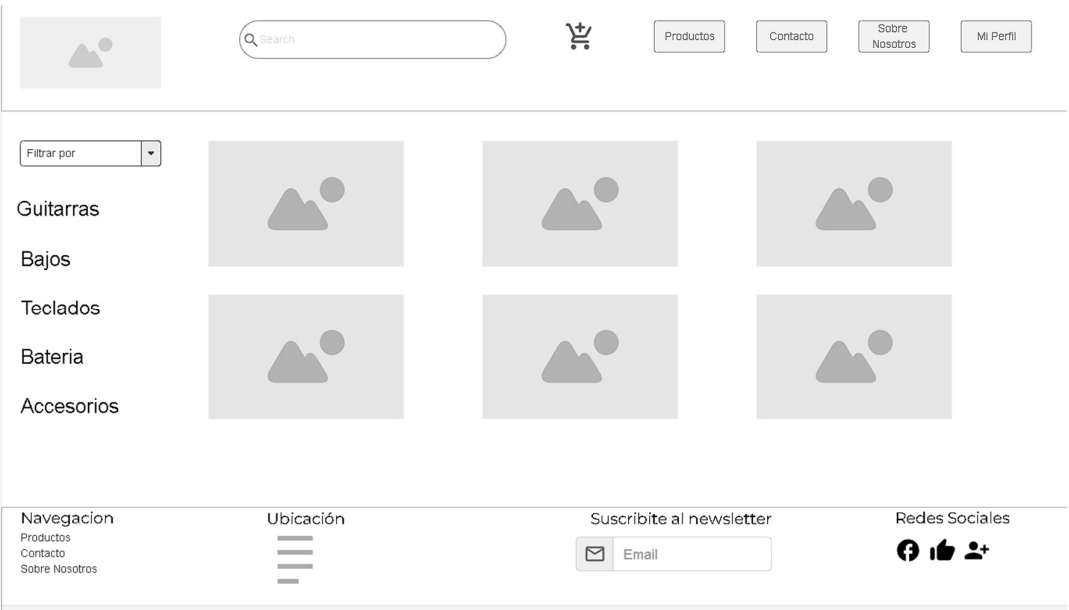 Search
Productos
Contacto
Sobre
Nosotros
Mi Perfil
Filtrar por
Guitarras
Bajos
Teclados
Bateria
Accesorios
Navegacion
Productos
Contacto
Sobre Nosotros
Ubicación
Suscribite al newsletter
Email
Redes Sociales